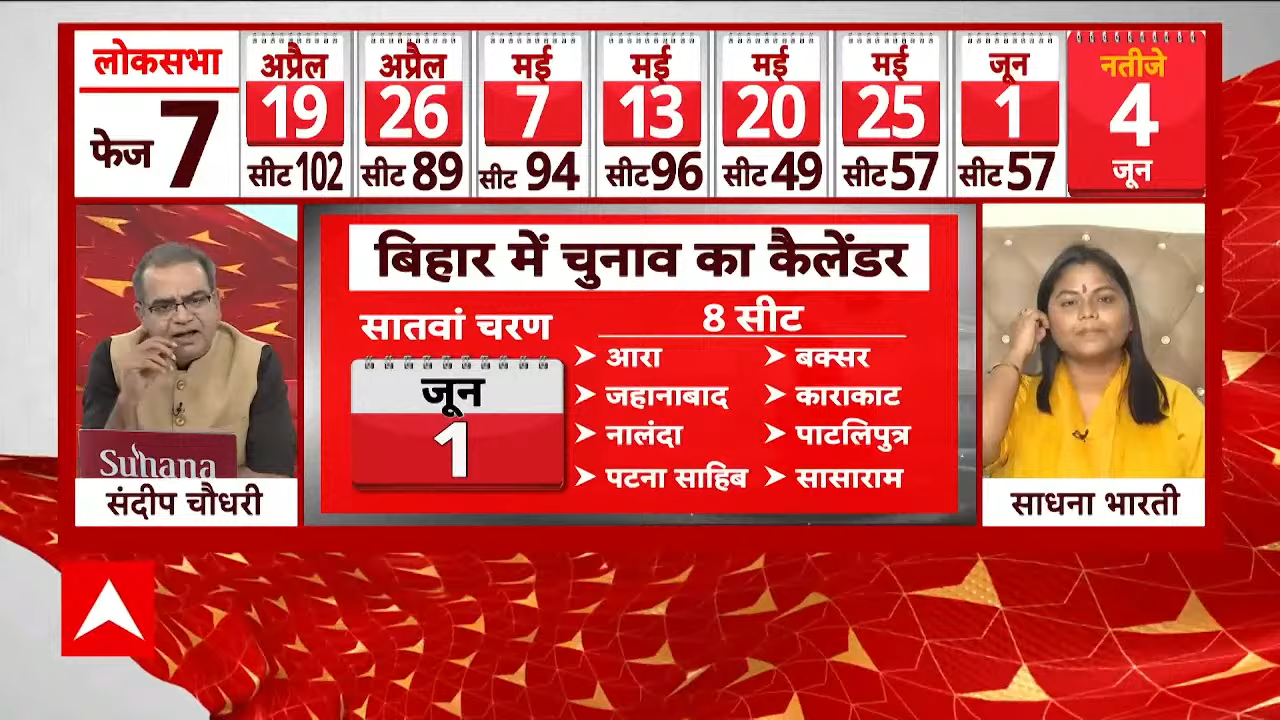 लोकसभा
फेज 7
अप्रैल
19
सीट 102
अप्रैल
26
सीट 89
मई
7
सीट 94
मई
13
सीट 96
मई
20
सीट 49
मई
25
सीट 57
जून
1
सीट 57
नतीजे
4
जून
बिहार में चुनाव का कैलेंडर
सातवां चरण
जून
1
8 सीट
आरा
बक्सर
जहानाबाद
काराकाट
नालंदा
पाटलिपुत्र
पटना साहिब
सासाराम
Suhana
संदीप चौधरी
साधना भारती